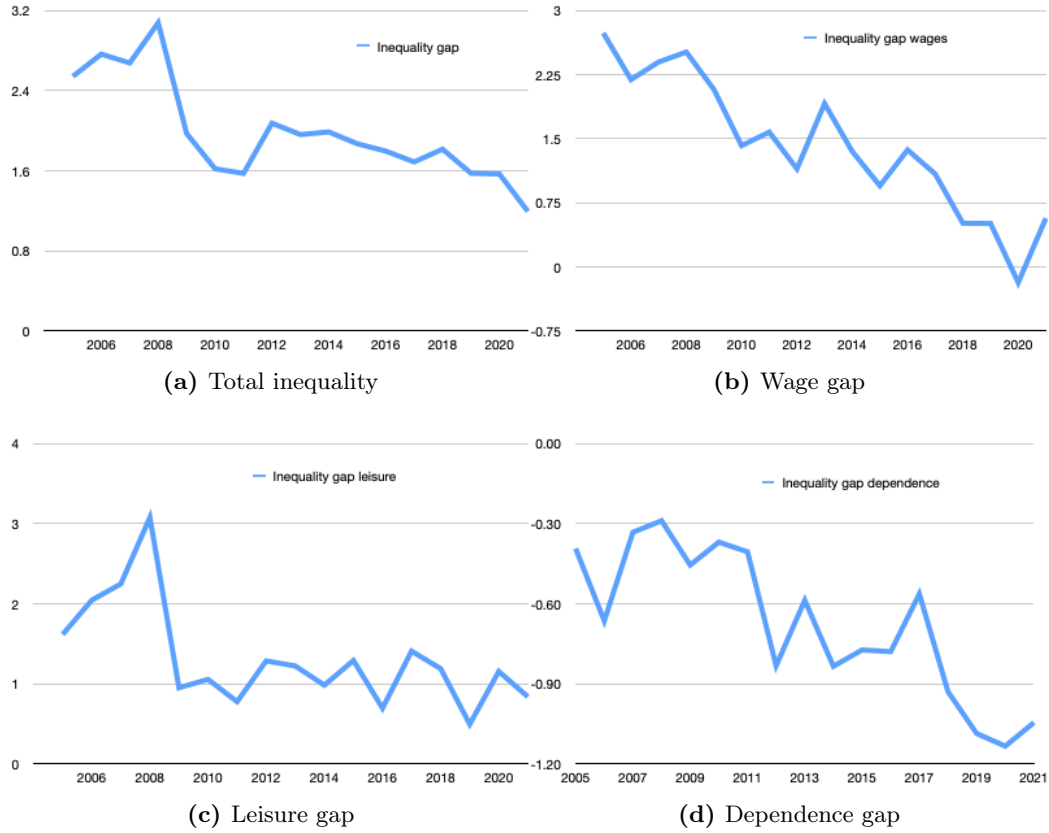 3.2
2.4
1.6
0.8
0
Inequality gap
2006 2008 2010 2012 2014 2016 2018 2020
(a) Total inequality
3
2.25
1.5
0.75
0
-0.75
Inequality gap wages
2006 2008 2010 2012 2014 2016 2018 2020
(b) Wage gap
4
3
2
1
0
Inequality gap leisure
2006 2008 2010 2012 2014 2016 2018 2020
(c) Leisure gap
0.00
-0.30
-0.60
-0.90
-1.20
Inequality gap dependence
2005 2007 2009 2011 2013 2015 2017 2019 2021
(d) Dependence gap